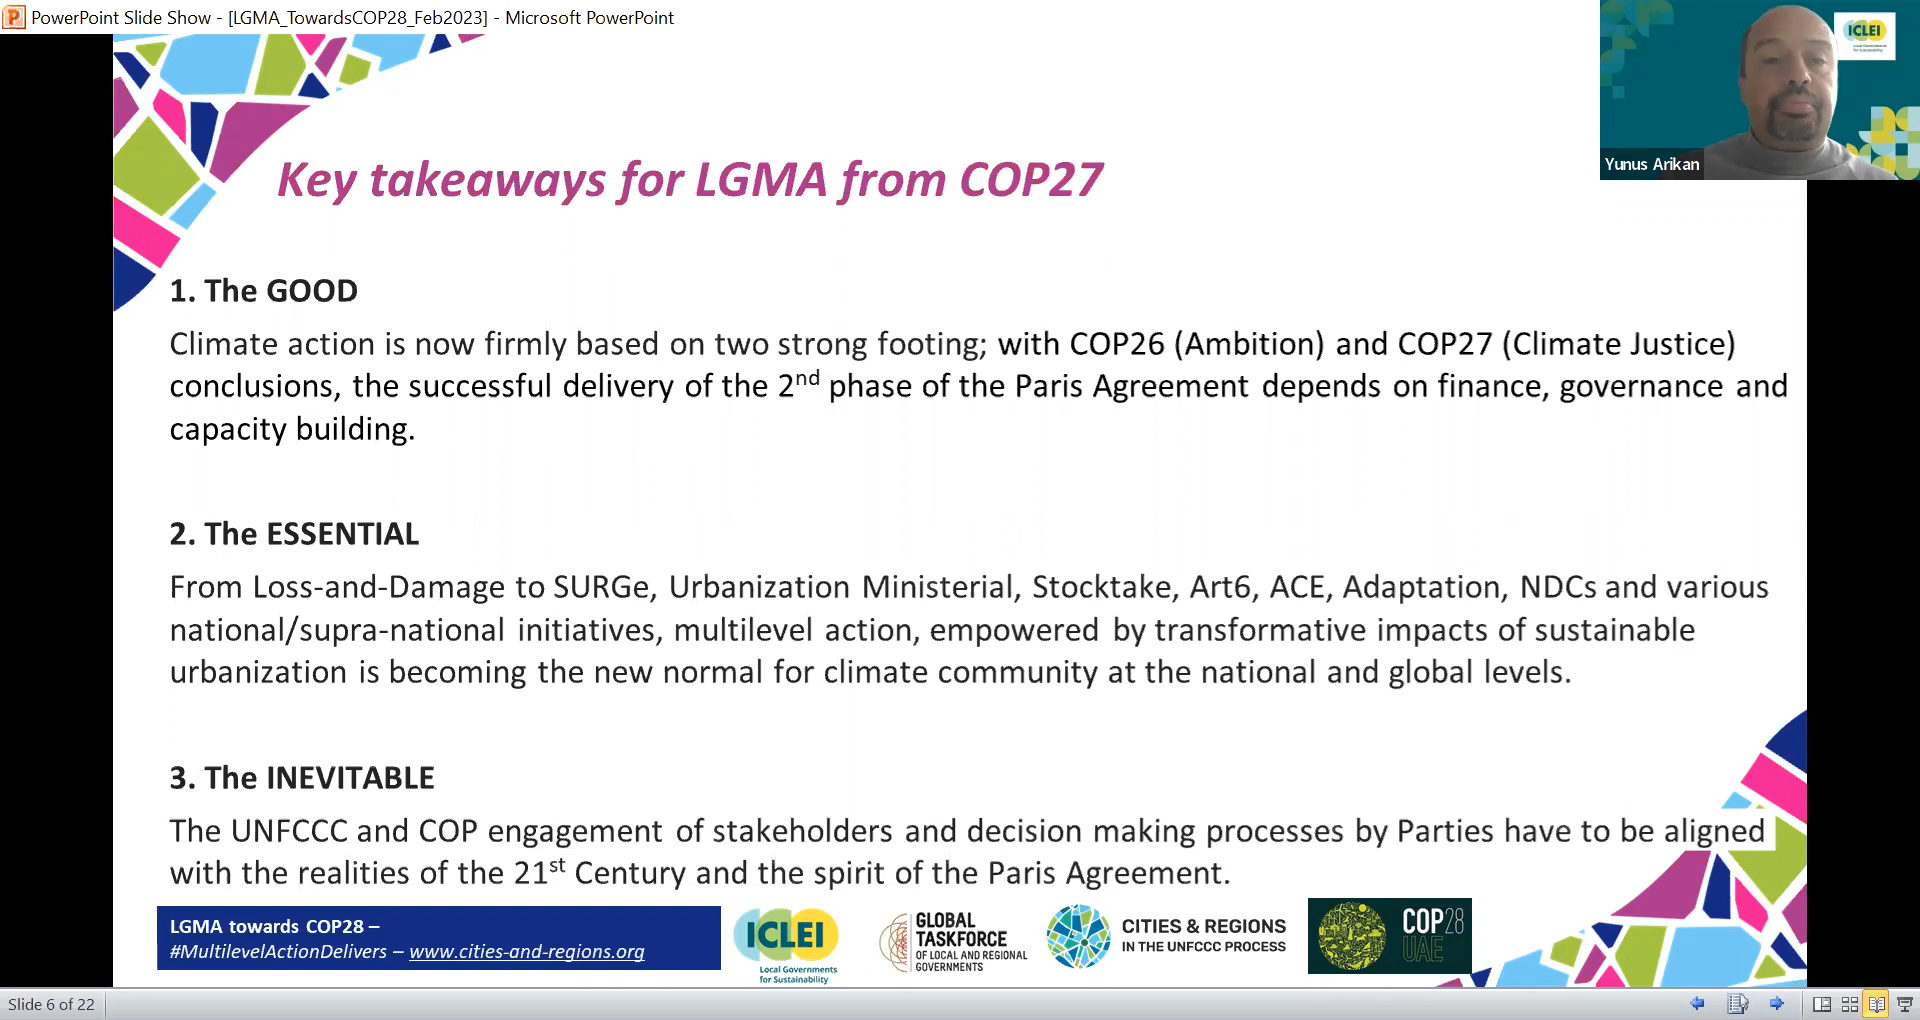 PowerPoint Slide Show - [LGMA_TowardsCOP28_Feb2023] - Microsoft PowerPoint
ICLEI
Local Governments
for Sustainability
Yunus Arikan
Key takeaways for LGMA from COP27
1. The GOOD
Climate action is now firmly based on two strong footing; with COP26 (Ambition) and COP27 (Climate Justice)
conclusions, the successful delivery of the 2nd phase of the Paris Agreement depends on finance, governance and
capacity building.
2. The ESSENTIAL
From Loss-and-Damage to SURGe, Urbanization Ministerial, Stocktake, Art6, ACE, Adaptation, NDCs and various
national/supra-national initiatives, multilevel action, empowered by transformative impacts of sustainable
urbanization is becoming the new normal for climate community at the national and global levels.
3. The INEVITABLE
The UNFCCC and COP engagement of stakeholders and decision making processes by Parties have to be aligned
with the realities of the 21st Century and the spirit of the Paris Agreement.
LGMA towards COP28 –
#MultilevelActionDelivers – www.cities-and-regions.org
ICLEI
Local Governments
for Sustainability
GLOBAL
TASKFORCE
OF LOCAL AND REGIONAL
GOVERNMENTS
CITIES & REGIONS
IN THE UNFCCC PROCESS
COP28
UAE
Slide 6 of 22